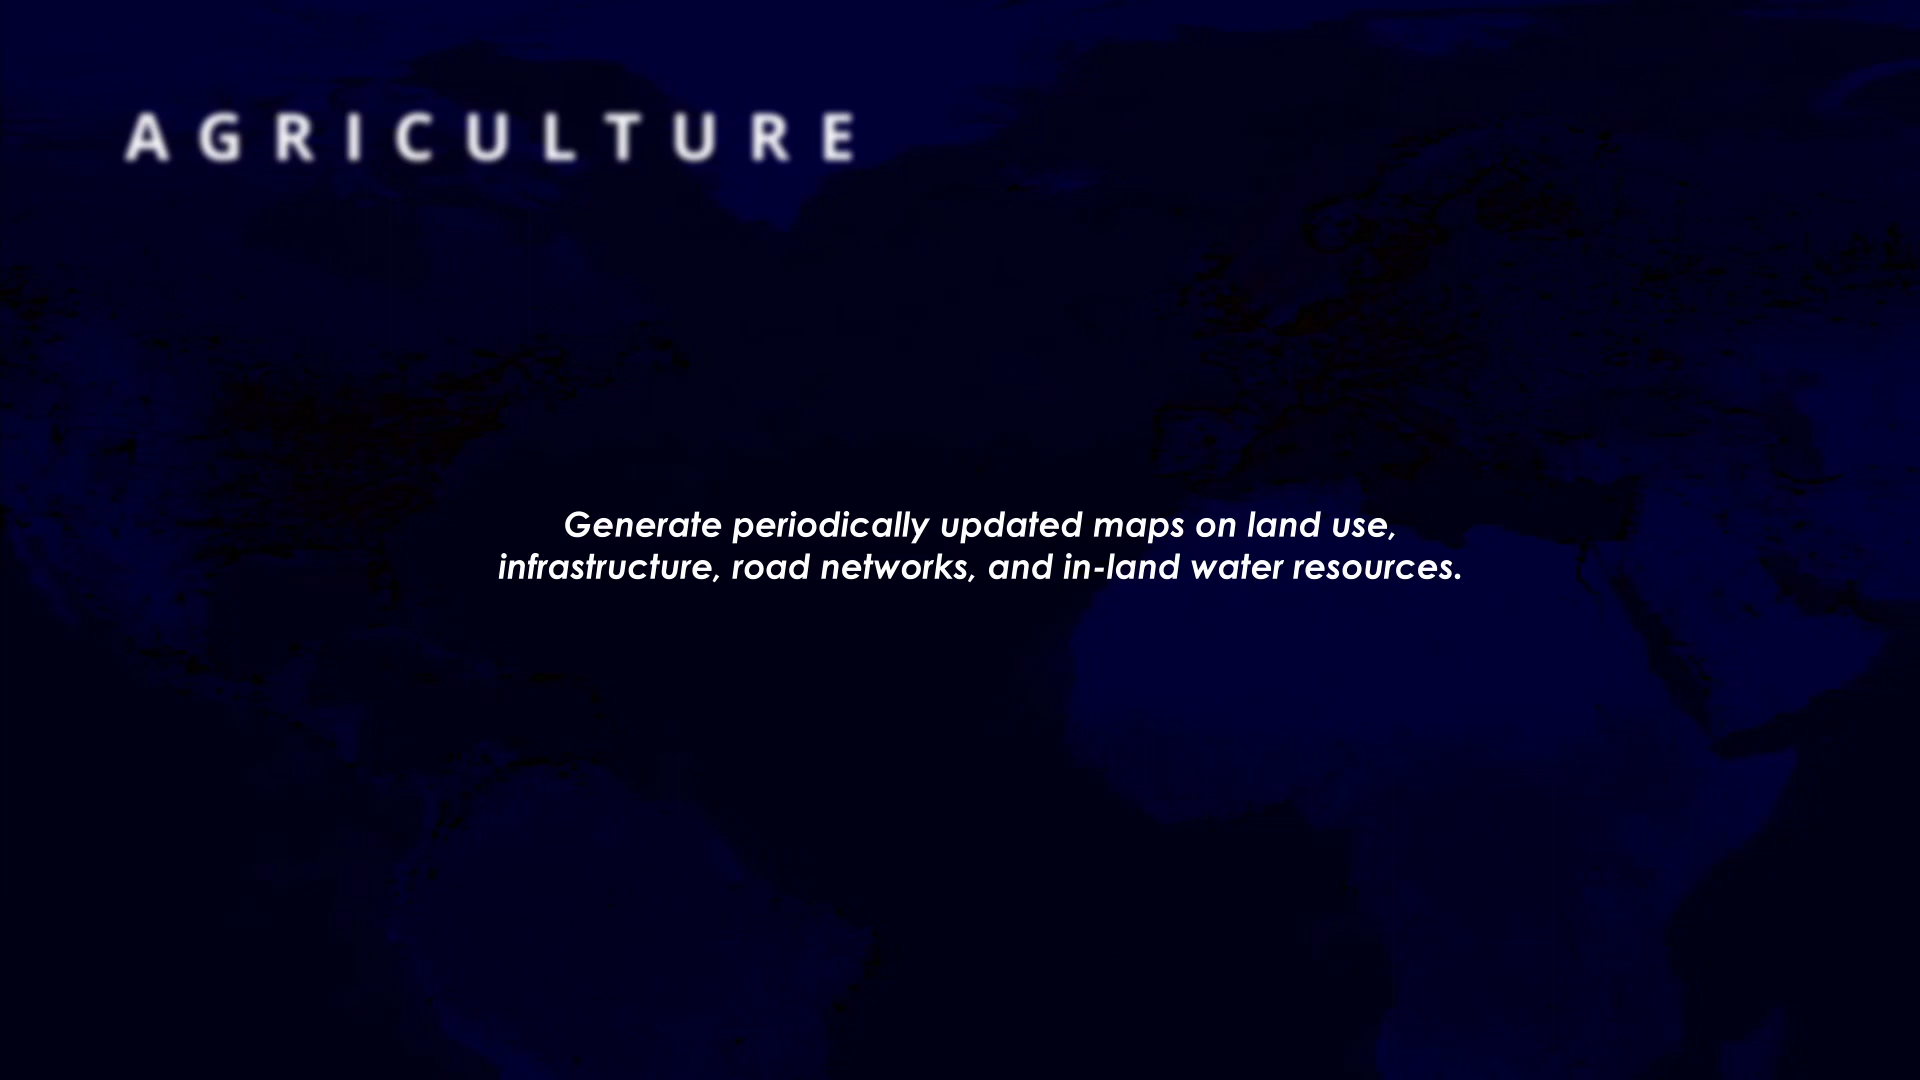 AGRICULTURE
Generate periodically updated maps on land use,
infrastructure, road networks, and in-land water resources.